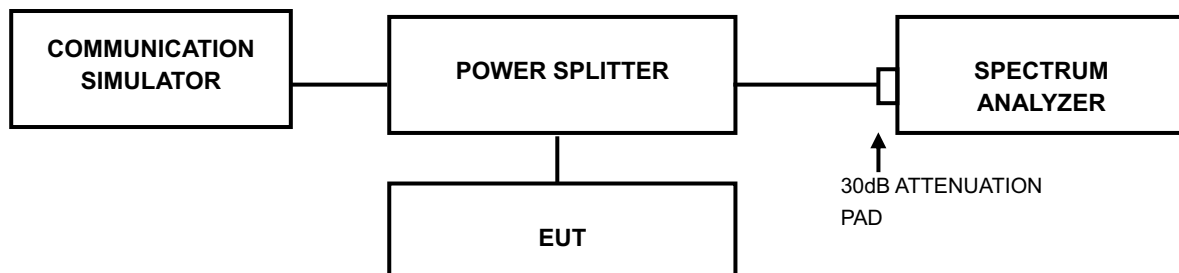 COMMUNICATION
SIMULATOR
POWER SPLITTER
SPECTRUM
ANALYZER
30dB ATTENUATION
PAD
EUT